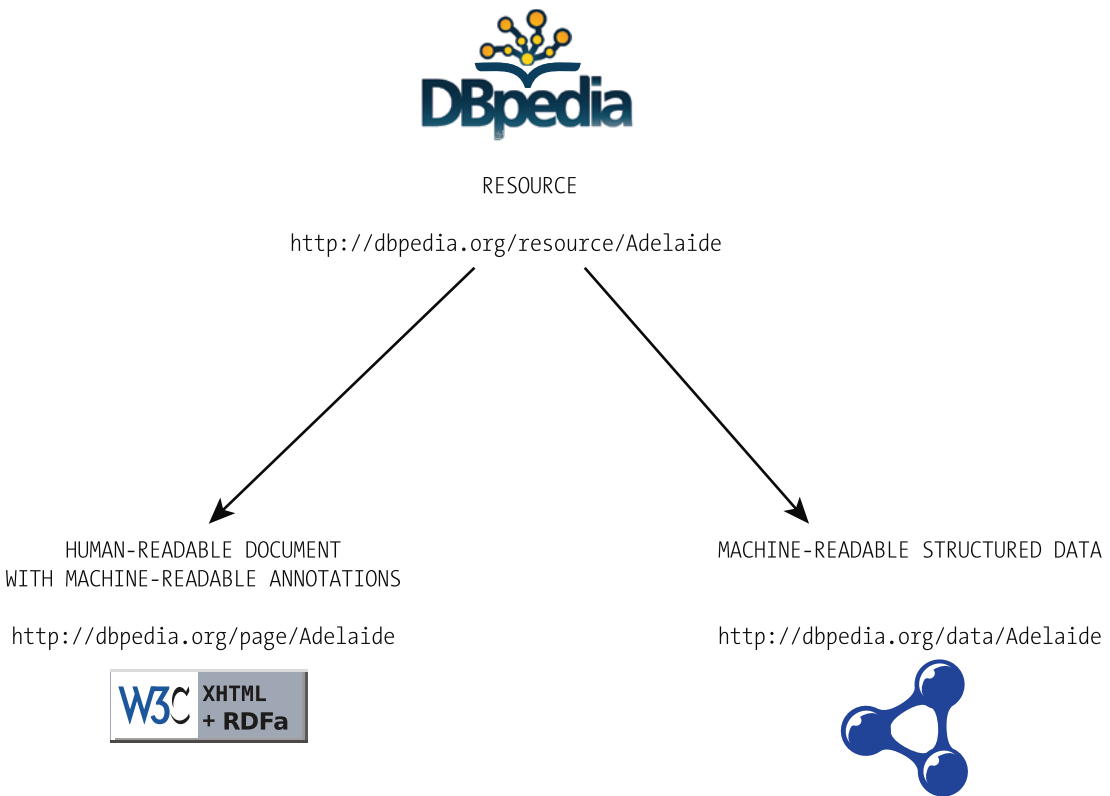 DBpedia
RESOURCE
http://dbpedia.org/resource/Adelaide
HUMAN-READABLE DOCUMENT
WITH MACHINE-READABLE ANNOTATIONS
http://dbpedia.org/page/Adelaide
W3C XHTML
+ RDFa
MACHINE-READABLE STRUCTURED DATA
http://dbpedia.org/data/Adelaide